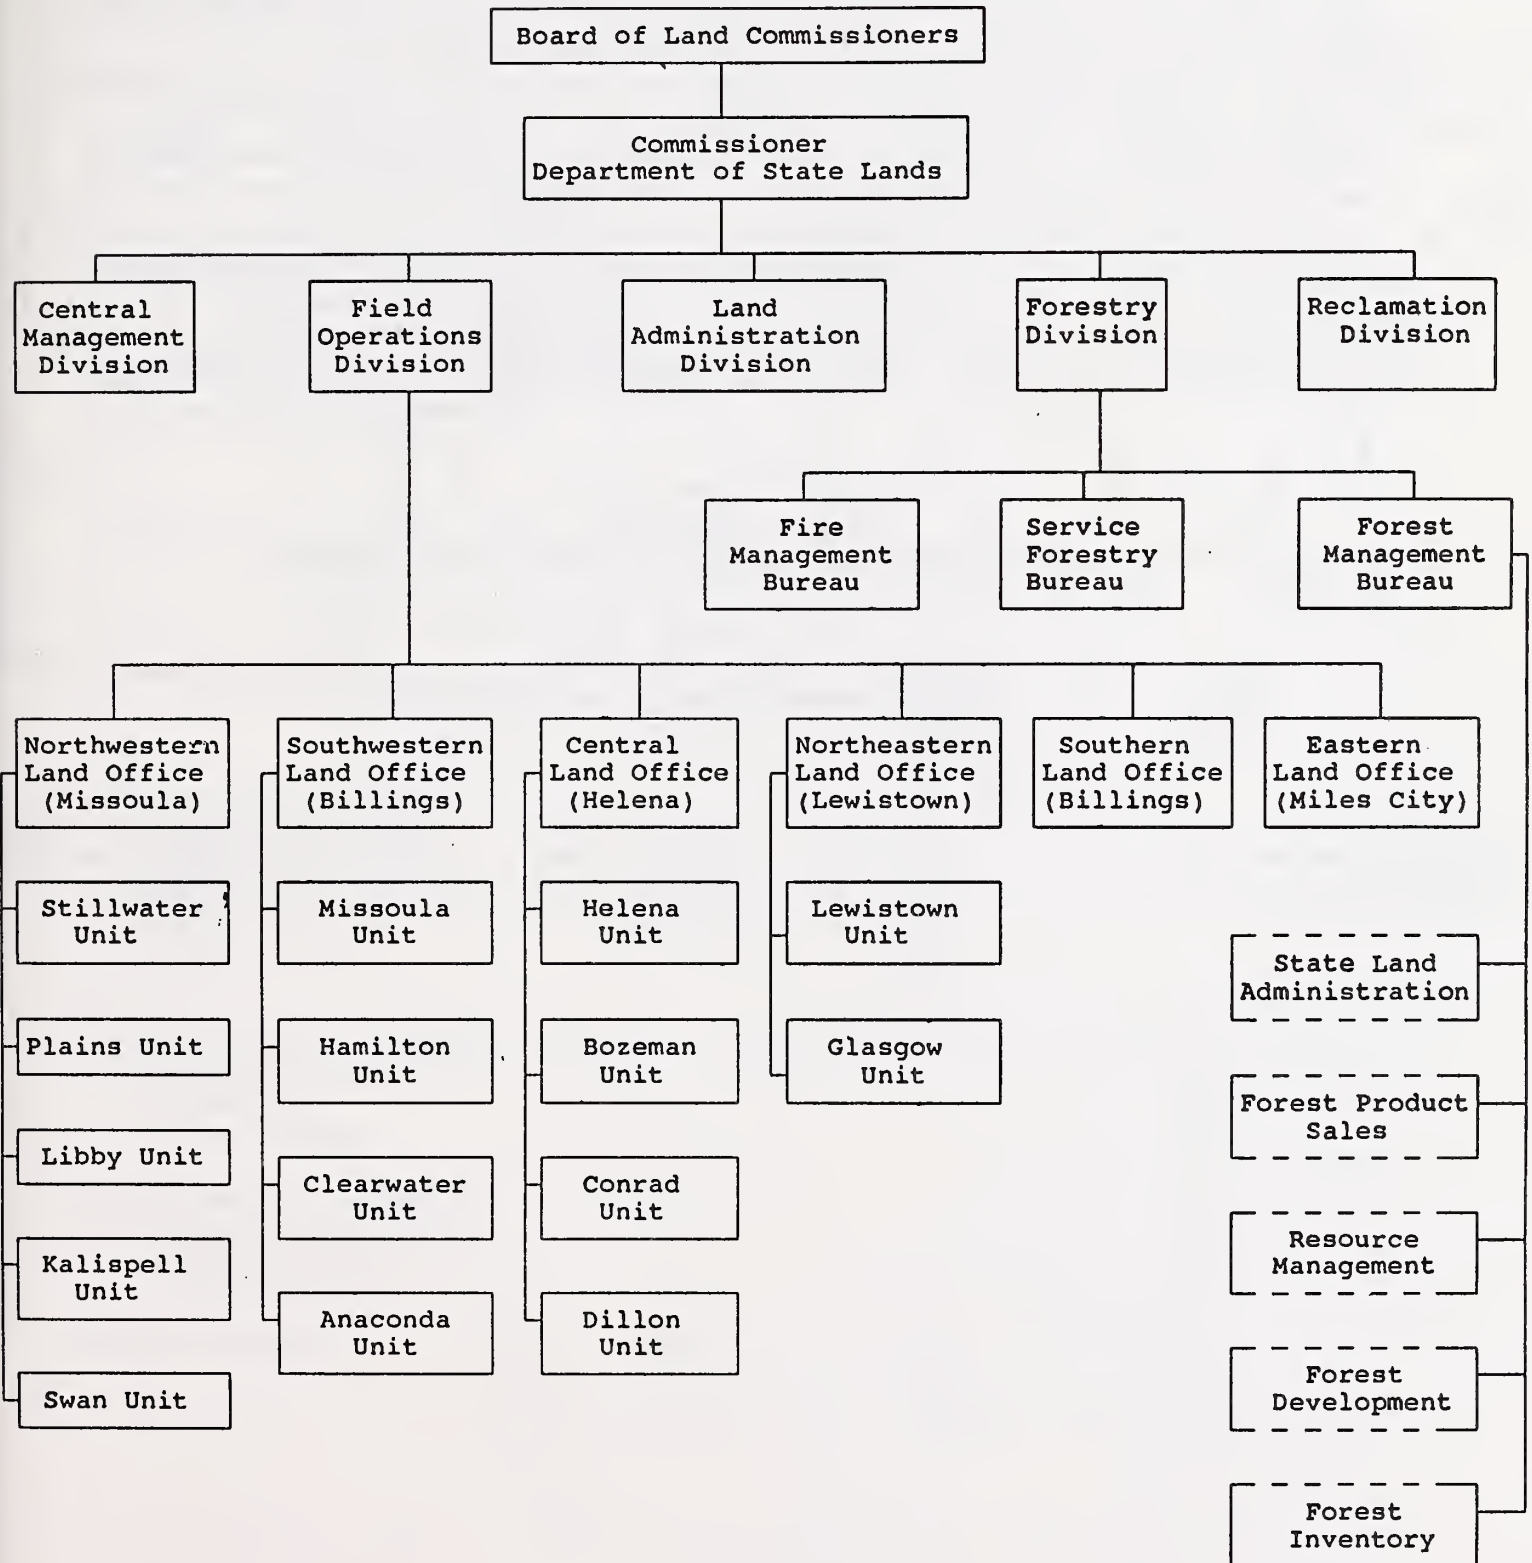 Board of Land Commissioners
Commissioner
Department of State Lands
Central
Management
Division
Field
Operations
Division
Land
Administration
Division
Forestry
Division
Reclamation
Division
Fire
Management
Bureau
Service
Forestry
Bureau
Forest
Management
Bureau
Northwestern
Land Office
(Missoula)
Southwestern
Land Office
(Billings)
Central
Land Office
(Helena)
Northeastern
Land Office
(Lewistown)
Southern
Land Office
(Billings)
Eastern
Land Office
(Miles City)
Stillwater
Unit
Plains Unit
Libby Unit
Kalispell
Unit
Swan Unit
Missoula
Unit
Hamilton
Unit
Clearwater
Unit
Anaconda
Unit
Helena
Unit
Bozeman
Unit
Conrad
Unit
Dillon
Unit
Lewistown
Unit
Glasgow
Unit
State Land
Administration
Forest Product
Sales
Resource
Management
Forest
Development
Forest
Inventory